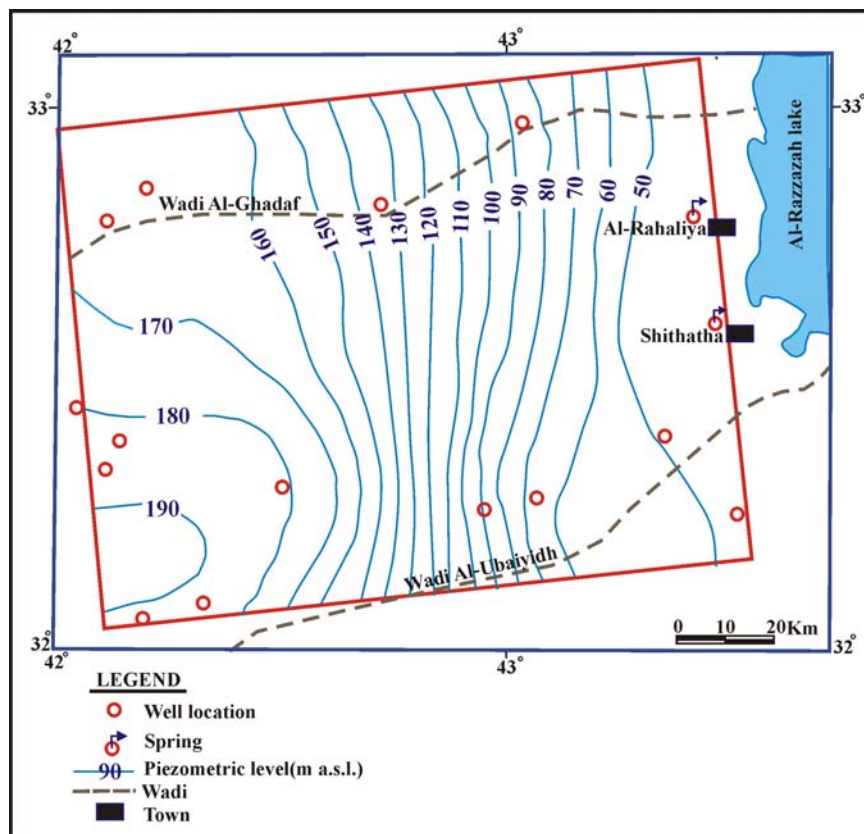 42°
43°
33°
33°
Wadi Al-Ghadaf
160
150
140
130
120
110
100
90
80
70
60
50
Al-Rahaliya
Al-Razzazah lake
170
Shithatha
180
190
Wadi Al-Ubaiyidh
0 10 20Km
32°
32°
42°
43°
LEGEND
Well location
Spring
90 Piezometric level(m a.s.l.)
Wadi
Town